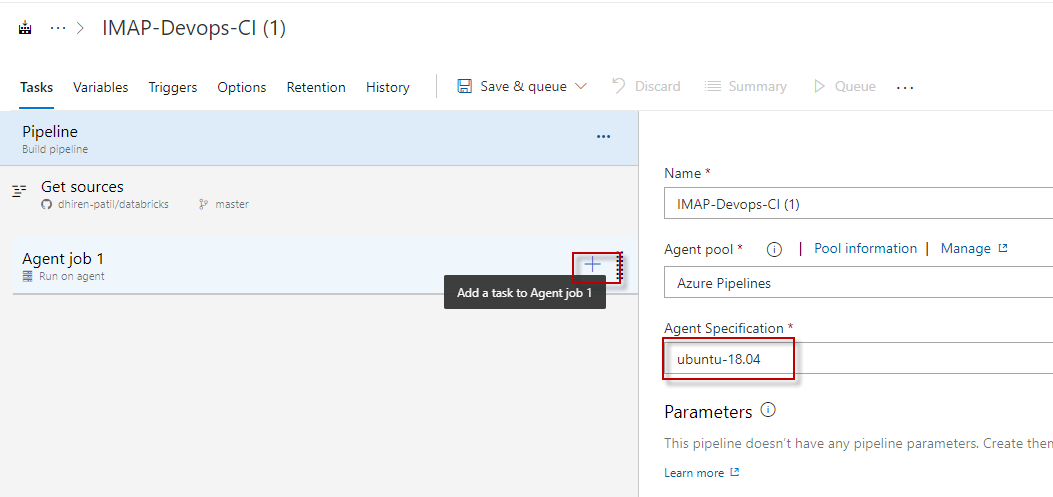 IMAP-Devops-CI (1)
Tasks Variables Triggers Options Retention History Save & queue Discard Summary Queue
Pipeline
Build pipeline
Get sources
dhiren-patil/databricks master
Agent job 1
Run on agent
Add a task to Agent job 1
Name *
IMAP-Devops-CI (1)
Agent pool * | Pool information | Manage
Azure Pipelines
Agent Specification *
ubuntu-18.04
Parameters
This pipeline doesn't have any pipeline parameters. Create them
Learn more